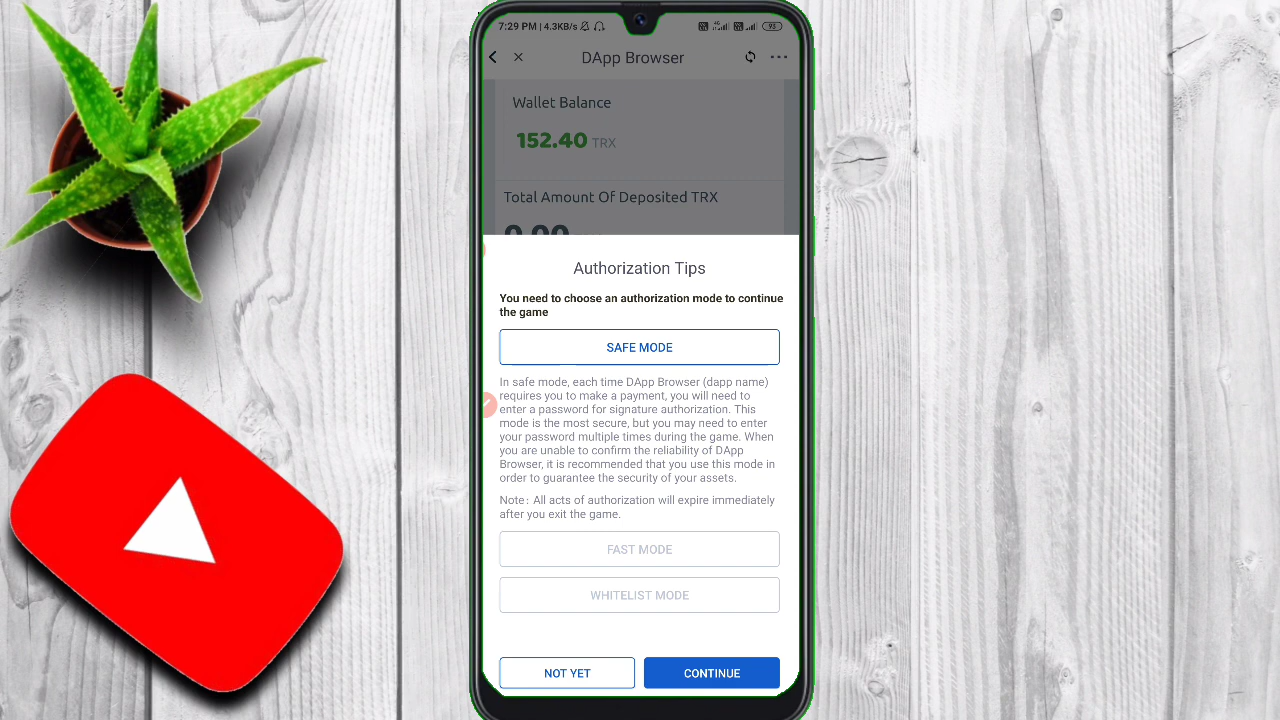 7:29 PM | 4.3KB/s
93
DApp Browser
Wallet Balance
152.40 TRX
Total Amount Of Deposited TRX
0.00
Authorization Tips
You need to choose an authorization mode to continue
the game
SAFE MODE
In safe mode, each time DApp Browser (dapp name)
requires you to make a payment, you will need to
enter a password for signature authorization. This
mode is the most secure, but you may need to enter
your password multiple times during the game. When
you are unable to confirm the reliability of DApp
Browser, it is recommended that you use this mode in
order to guarantee the security of your assets.
Note: All acts of authorization will expire immediately
after you exit the game.
FAST MODE
WHITELIST MODE
NOT YET CONTINUE